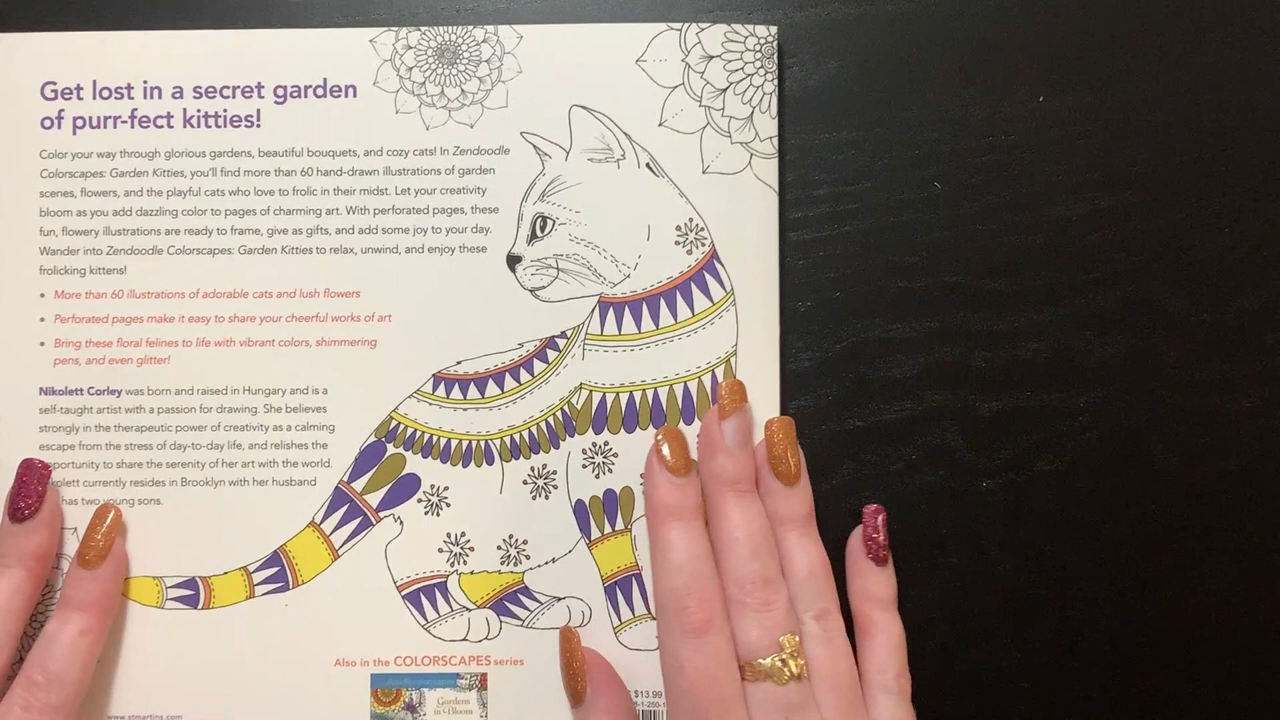 Get lost in a secret garden
of purr-fect kitties!
Color your way through glorious gardens, beautiful bouquets, and cozy cats! In Zendoodle
Colorscapes: Garden Kitties, you'll find more than 60 hand-drawn illustrations of garden
scenes, flowers, and the playful cats who love to frolic in their midst. Let your creativity
bloom as you add dazzling color to pages of charming art. With perforated pages, these
fun, flowery illustrations are ready to frame, give as gifts, and add some joy to your day.
Wander into Zendoodle Colorscapes: Garden Kitties to relax, unwind, and enjoy these
frolicking kittens!
• More than 60 illustrations of adorable cats and lush flowers
• Perforated pages make it easy to share your cheerful works of art
• Bring these floral felines to life with vibrant colors, shimmering
pens, and even glitter!
Nikolett Corley was born and raised in Hungary and is a
self-taught artist with a passion for drawing. She believes
strongly in the therapeutic power of creativity as a calming
escape from the stress of day-to-day life, and relishes the
opportunity to share the serenity of her art with the world.
currently resides in Brooklyn with her husband
has two young sons.
Also in the COLORSCAPES series
Gardens
in Bloom
$13.99
-1-250-1
www.stmartins.com